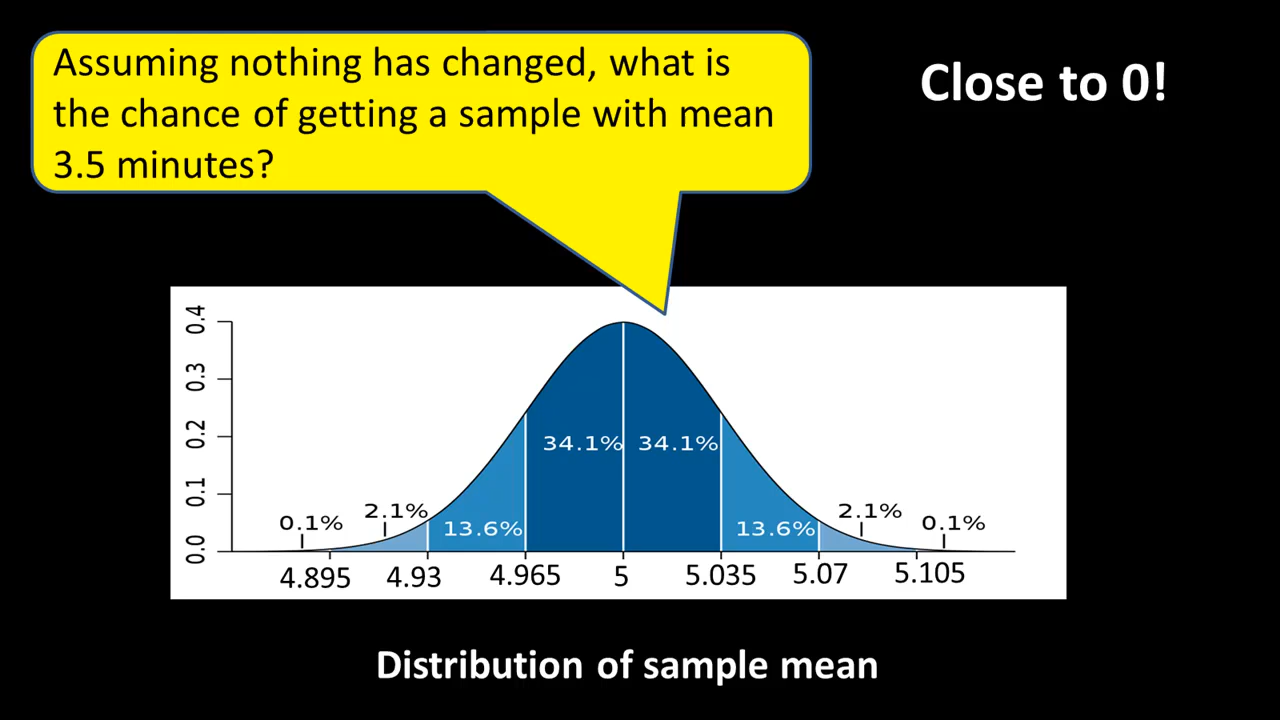 Assuming nothing has changed, what is
the chance of getting a sample with mean
3.5 minutes?
Close to 0!
0.4
0.3
0.2
0.1
0.0
34.1% 34.1%
0.1% 2.1% 13.6% 13.6% 2.1% 0.1%
4.895 4.93 4.965 5 5.035 5.07 5.105
Distribution of sample mean